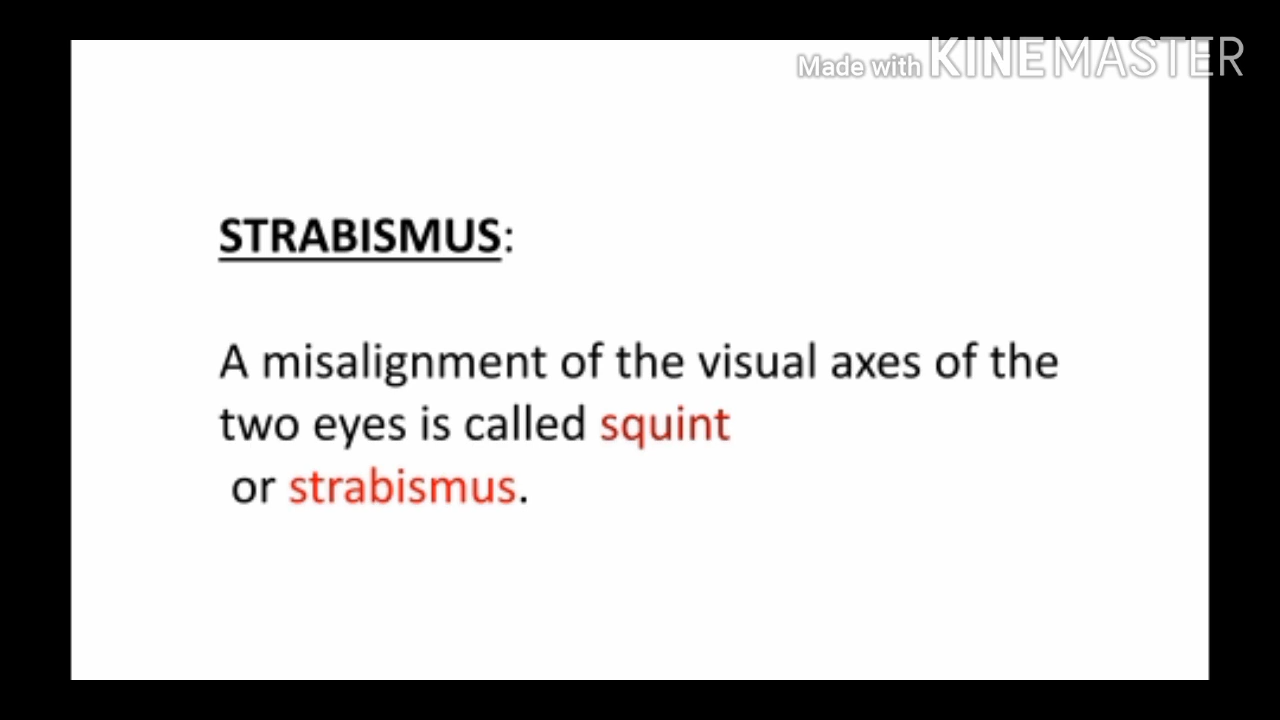 Made with KINEMASTER
STRABISMUS:
A misalignment of the visual axes of the
two eyes is called squint
or strabismus.